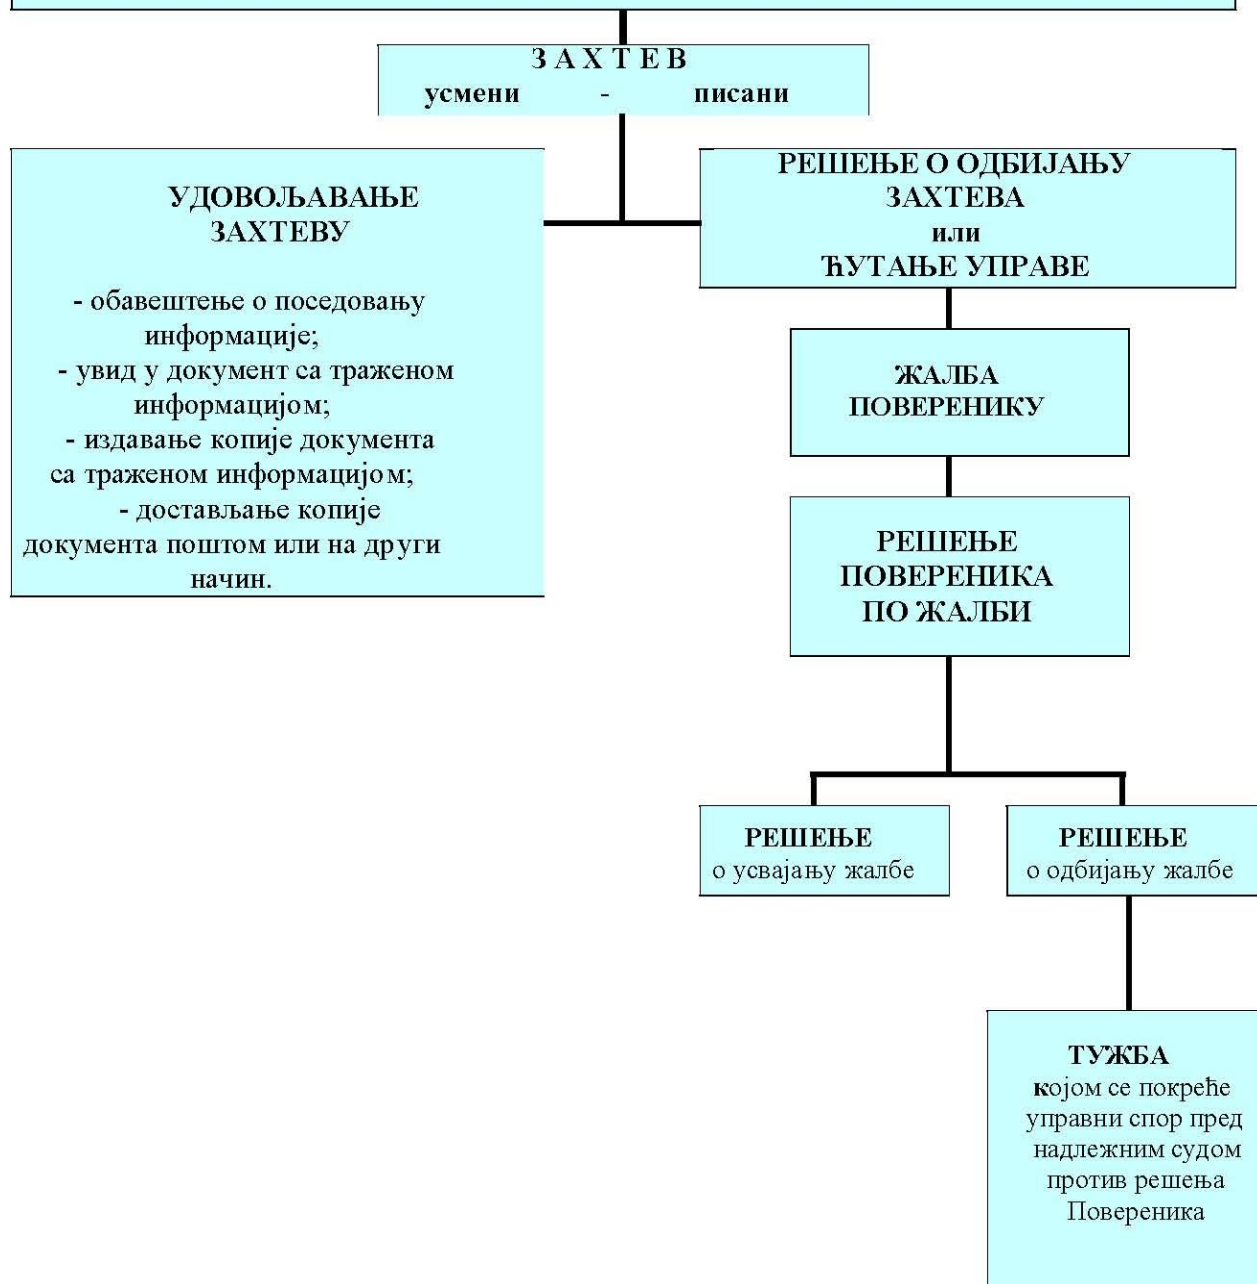 З А Х Т Е В
усмени - писани
УДОВОЉАВАЊЕ
ЗАХТЕВУ
- обавештење о поседовању
информације;
- увид у документ са траженом
информацијом;
- издавање копије документа
са траженом информацијом;
- достављање копије
документа поштом или на други
начин.
РЕШЕЊЕ О ОДБИЈАЊУ
ЗАХТЕВА
или
ЋУТАЊЕ УПРАВЕ
ЖАЛБА
ПОВЕРЕНИКУ
РЕШЕЊЕ
ПОВЕРЕНИКА
ПО ЖАЛБИ
РЕШЕЊЕ
о усвајању жалбе
РЕШЕЊЕ
о одбијању жалбе
ТУЖБА
којом се покреће
управни спор пред
надлежним судом
против решења
Повереника